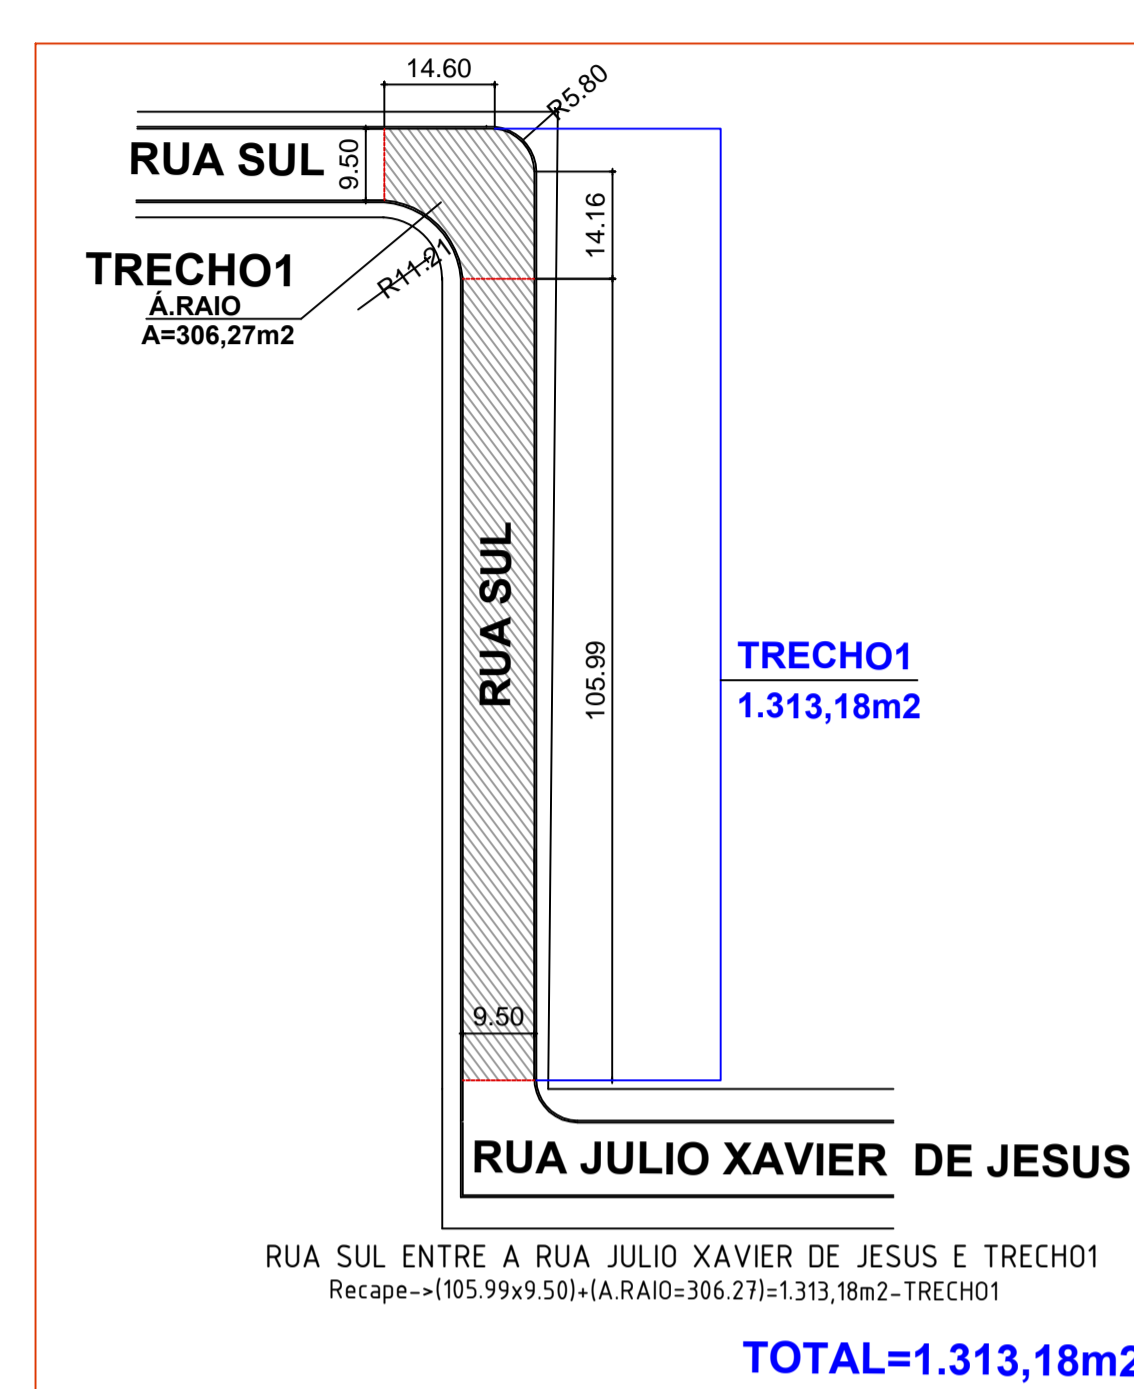 14.60
R5.80
RUA SUL
9.50
14.16
TRECHO1
Á.RAIO
A=306,27m2
R11.21
RUA SUL
105.99
TRECHO1
1.313,18m2
9.50
RUA JULIO XAVIER DE JESUS
RUA SUL ENTRE A RUA JULIO XAVIER DE JESUS E TRECHO1
Recape->(105.99x9.50)+(A.RAIO=306.27)=1.313,18m2-TRECHO1
TOTAL=1.313,18m2